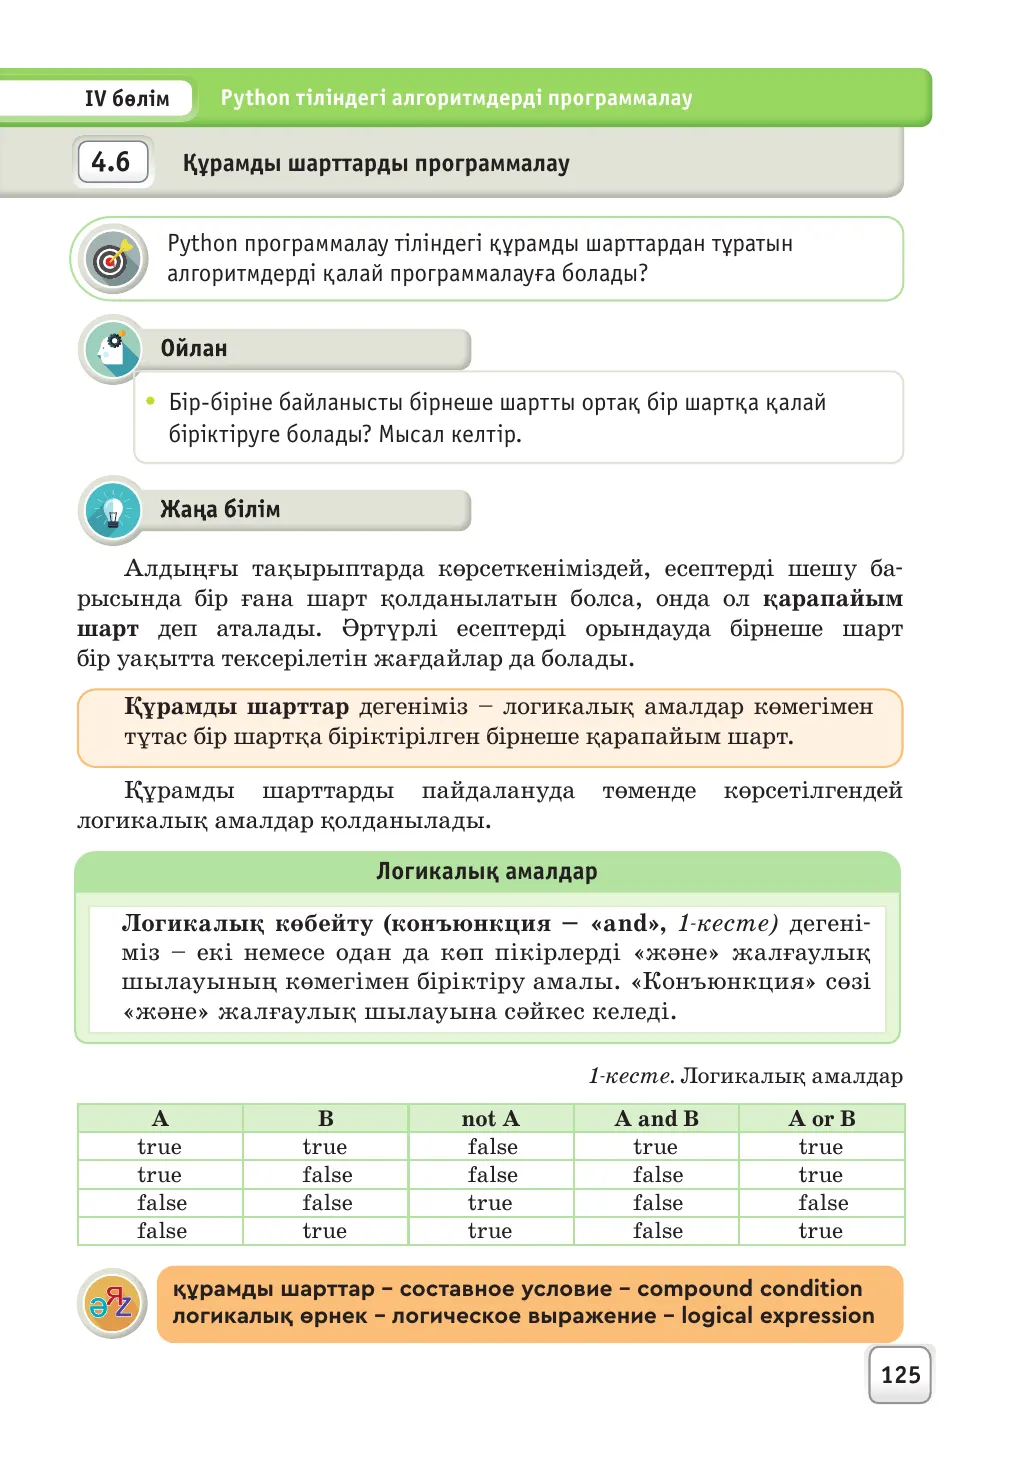 IV бөлім
Python тіліндегі алгоритмдерді программалау
4.6
Құрамды шарттарды программалау
Python программалау тіліндегі құрамды шарттардан тұратын
алгоритмдерді қалай программалауға болады?
Ойлан
• Бір-біріне байланысты бірнеше шартты ортақ бір шартқа қалай
біріктіруге болады? Мысал келтір.
Жаңа білім
Алдыңғы тақырыптарда көрсеткеніміздей, есептерді шешу ба-
рысында бір ғана шарт қолданылатын болса, онда ол қарапайым
шарт деп аталады. Әртүрлі есептерді орындауда бірнеше шарт
бір уақытта тексерілетін жағдайлар да болады.
Құрамды шарттар дегеніміз – логикалық амалдар көмегімен
тұтас бір шартқа біріктірілген бірнеше қарапайым шарт.
Құрамды шарттарды пайдалануда төменде көрсетілгендей
логикалық амалдар қолданылады.
Логикалық амалдар
Логикалық көбейту (конъюнкция – «and», 1-кесте) дегені-
міз – екі немесе одан да көп пікірлерді «және» жалғаулық
шылауының көмегімен біріктіру амалы. «Конъюнкция» сөзі
«және» жалғаулық шылауына сәйкес келеді.
1-кесте. Логикалық амалдар
A B not A A and B A or B
true true false true true
true false false false true
false false true false false
false true true false true
ӘЯZ
құрамды шарттар – составное условие – compound condition
логикалық өрнек – логическое выражение – logical expression
125